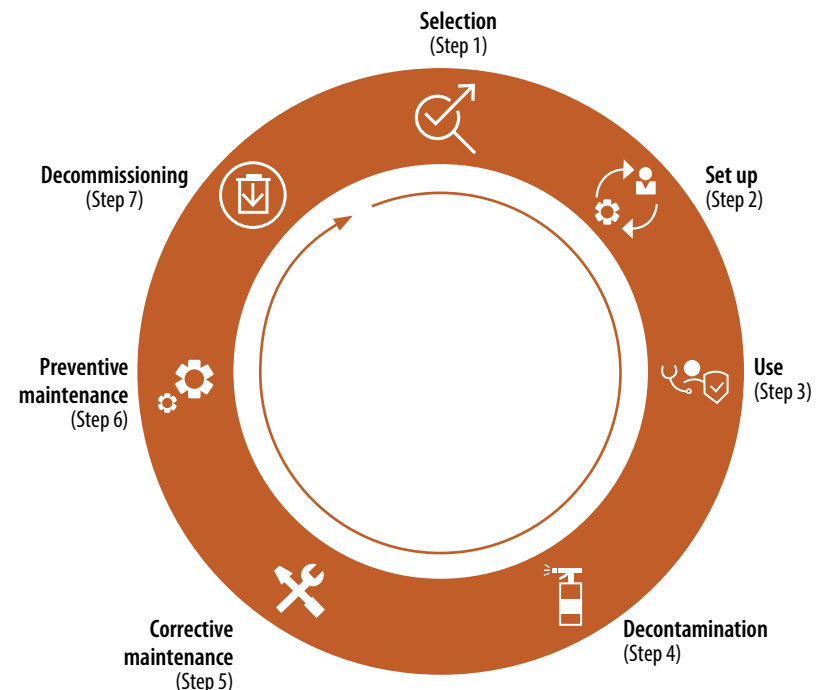 Selection
(Step 1)
Set up
(Step 2)
Use
(Step 3)
Decontamination
(Step 4)
Corrective
maintenance
(Step 5)
Preventive
maintenance
(Step 6)
Decommissioning
(Step 7)